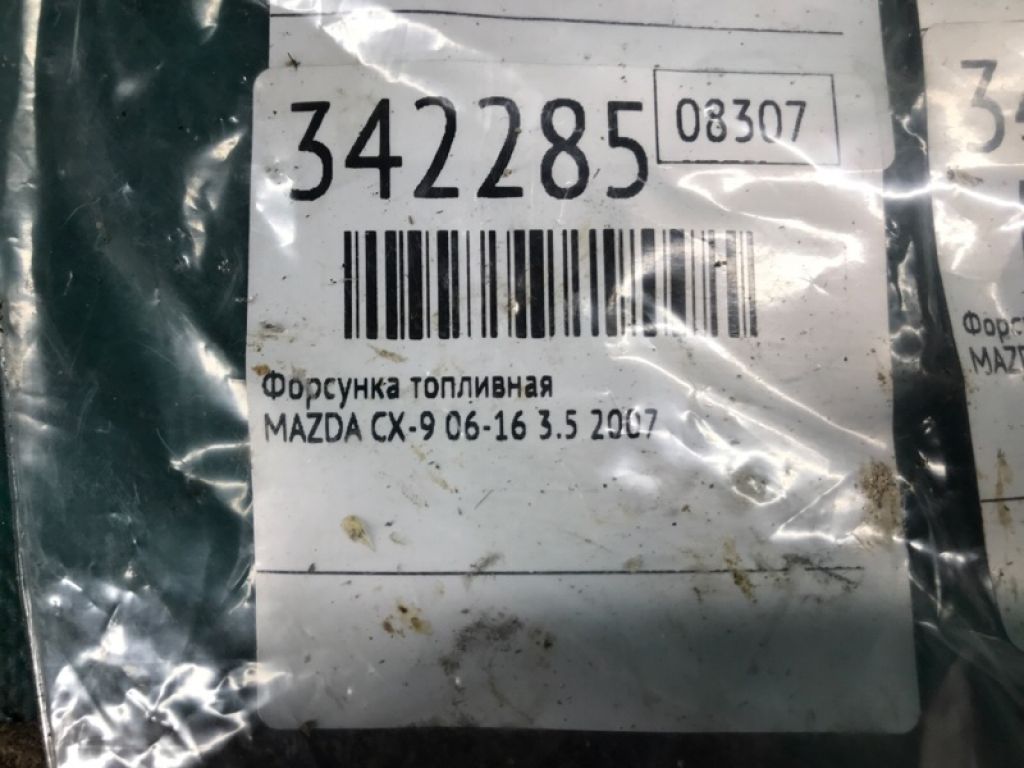 342285
08307
Форсунка топливная
MAZDA CX-9 06-16 3.5 2007